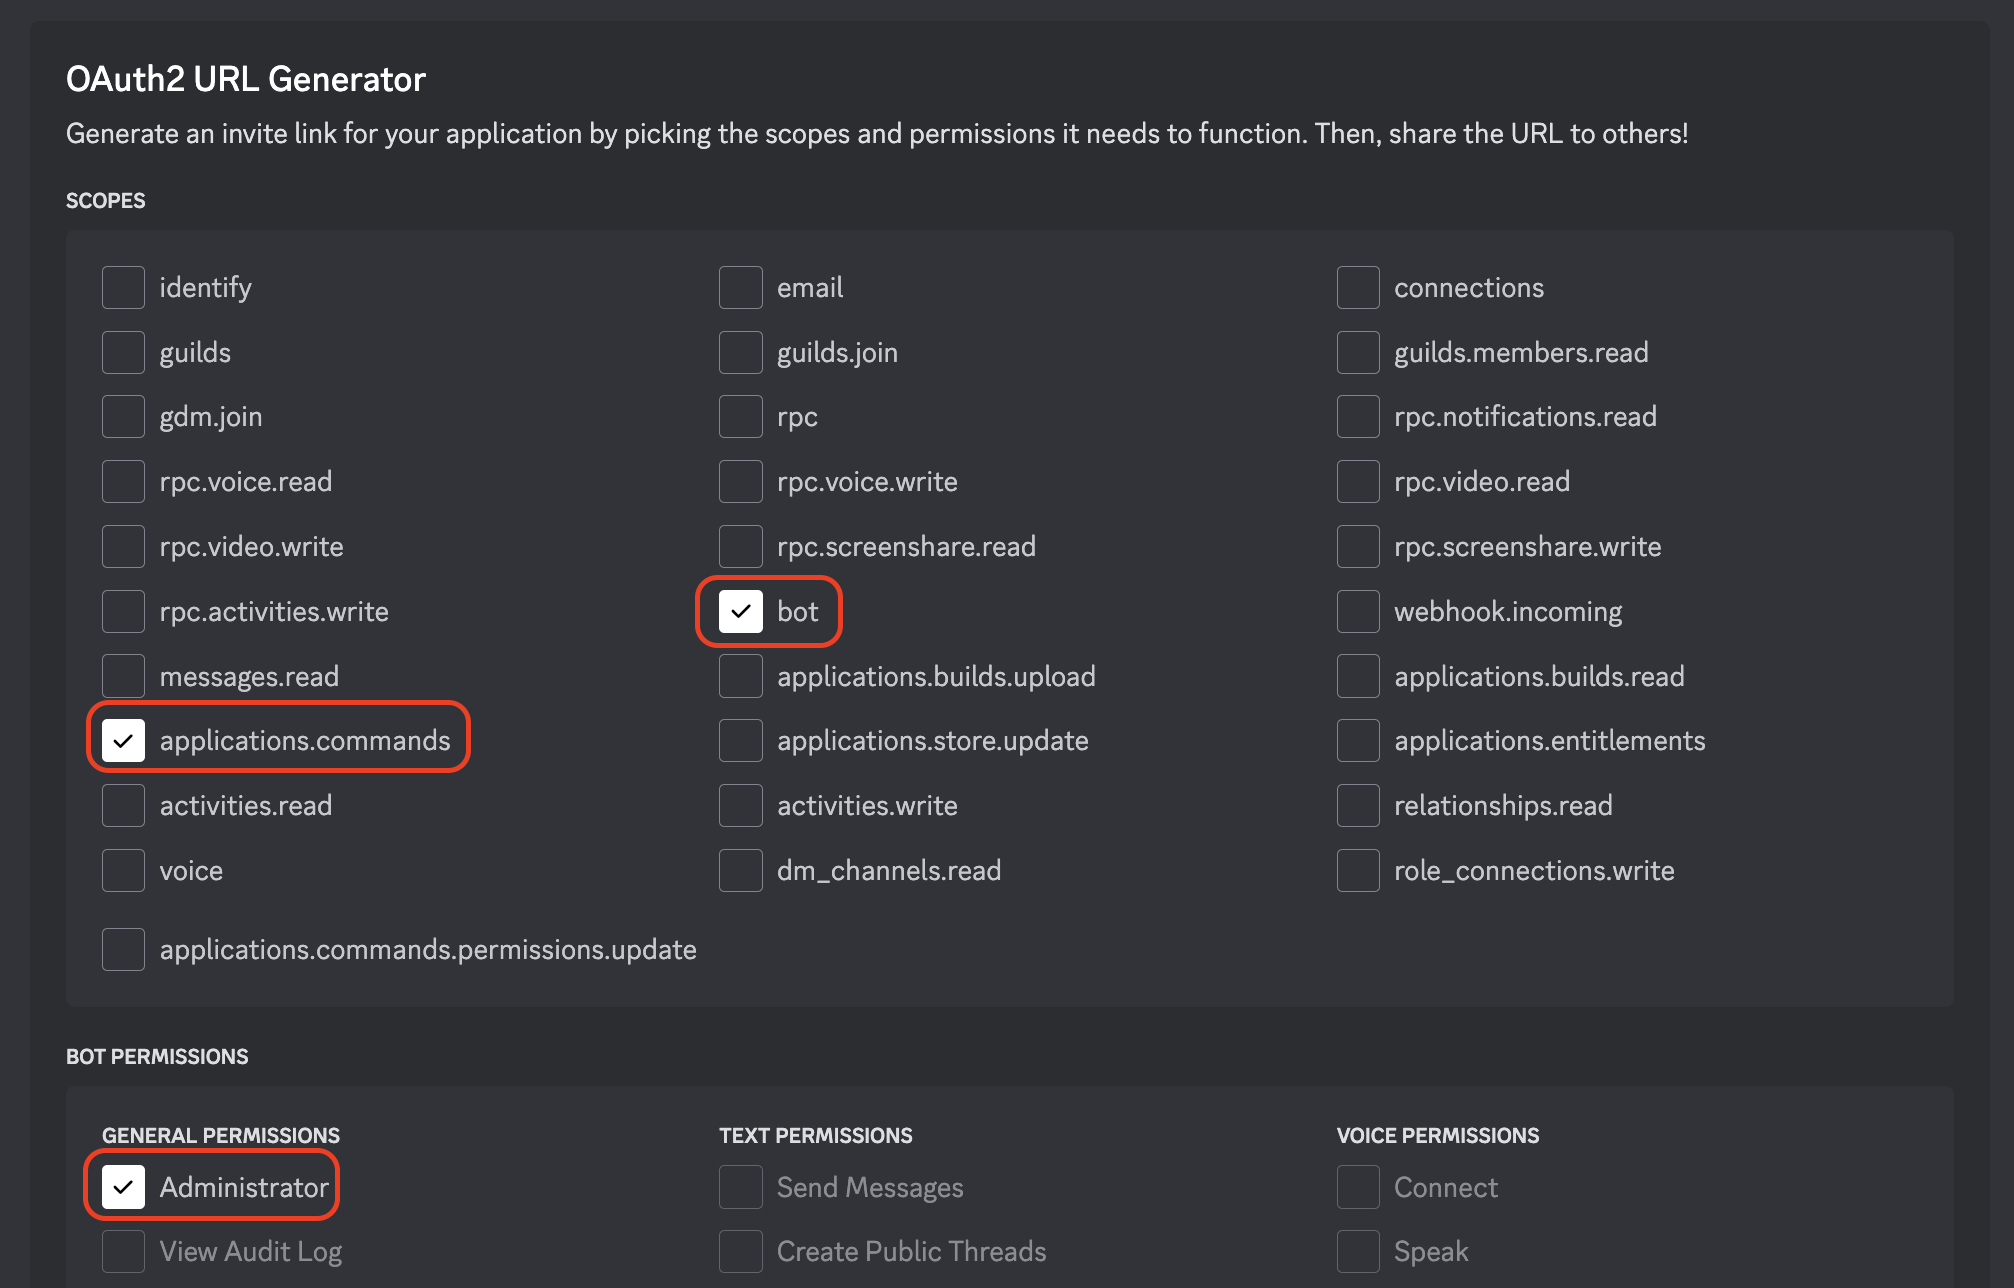 OAuth2 URL Generator
Generate an invite link for your application by picking the scopes and permissions it needs to function. Then, share the URL to others!
SCOPES
identify
email
connections
guilds
guilds.join
guilds.members.read
gdm.join
rpc
rpc.notifications.read
rpc.voice.read
rpc.voice.write
rpc.video.read
rpc.video.write
rpc.screenshare.read
rpc.screenshare.write
rpc.activities.write
bot
webhook.incoming
messages.read
applications.builds.upload
applications.builds.read
applications.commands
applications.store.update
applications.entitlements
activities.read
activities.write
relationships.read
voice
dm_channels.read
role_connections.write
applications.commands.permissions.update
BOT PERMISSIONS
GENERAL PERMISSIONS
Administrator
View Audit Log
TEXT PERMISSIONS
Send Messages
Create Public Threads
VOICE PERMISSIONS
Connect
Speak